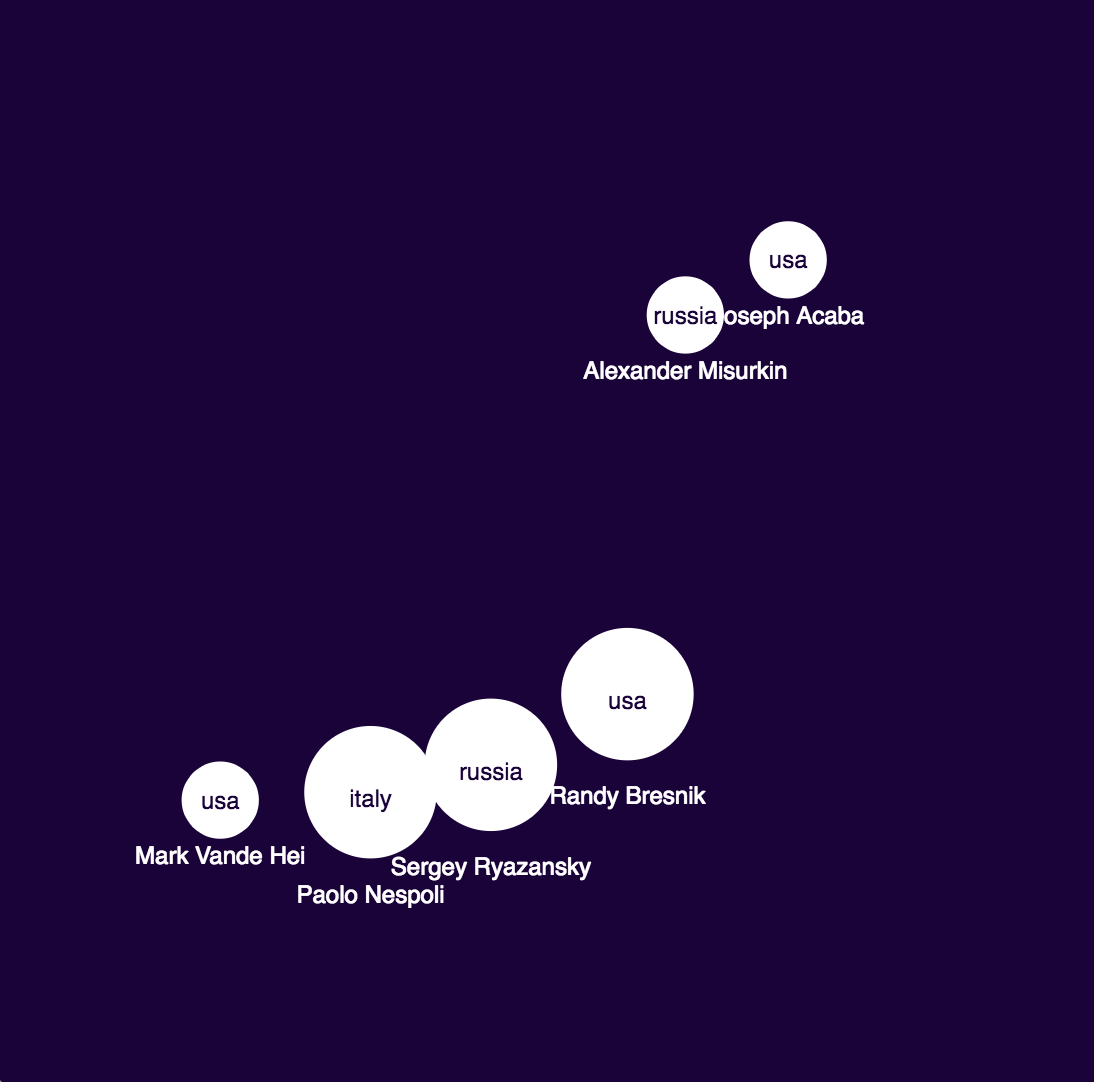 usa
russia
oseph Acaba
Alexander Misurkin
usa
russia
italy
usa
Randy Bresnik
Mark Vande Hei
Sergey Ryazansky
Paolo Nespoli